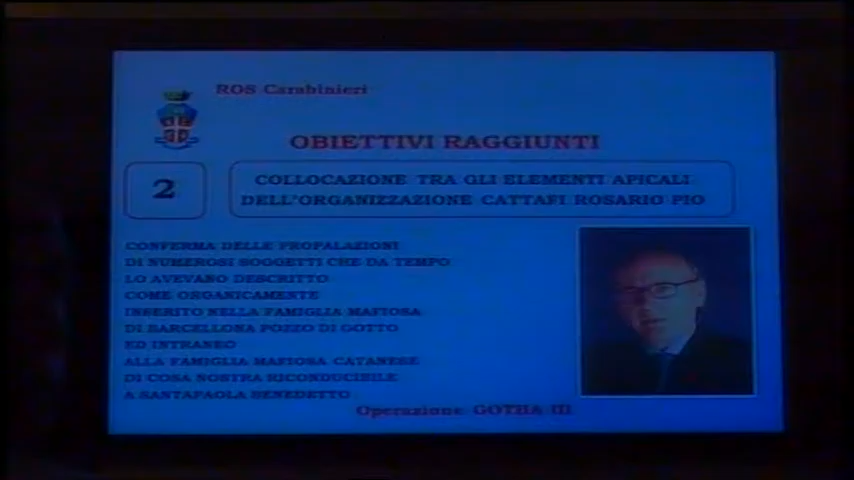 ROS Carabinieri
OBIETTIVI RAGGIUNTI
2
COLLOCAZIONE TRA GLI ELEMENTI APICALI
DELL'ORGANIZZAZIONE CATTAFI ROSARIO PIO
CONFERMA DELLE PROPALAZIONI
DI NUMEROSI SOGGETTI CHE DA TEMPO
LO AVEVANO DESCRITTO
COME ORGANICAMENTE
INSERITO NELLA FAMIGLIA MAFIOSA
DI BARCELLONA POZZO DI GOTTO
ED INTRANEO
ALLA FAMIGLIA MAFIOSA CATANESE
DI COSA NOSTRA RICONDUCIBILE
A SANTAPAOLA BENEDETTO
Operazione GOTHA III